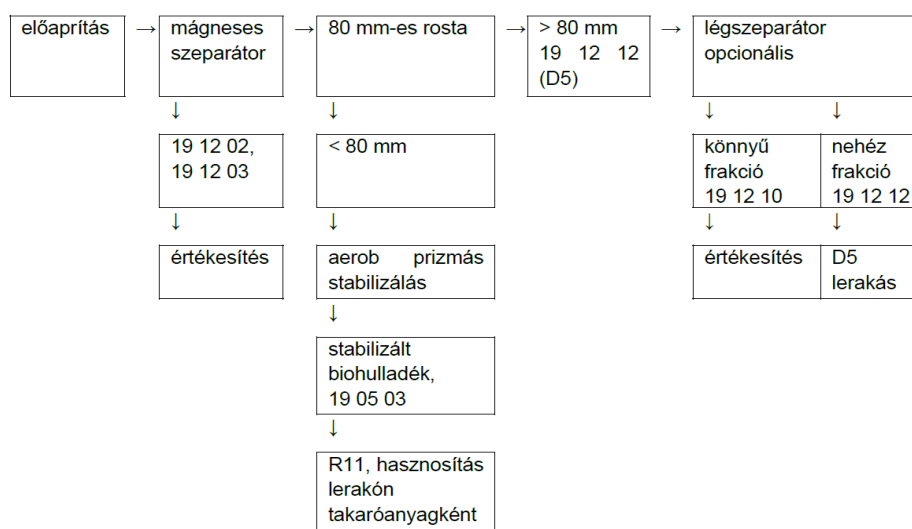 előaprítás
→
mágneses
szeparátor
→
80 mm-es rosta
→
> 80 mm
19 12 12
(D5)
→
légszeparátor
opcionális
↓
↓
↓
↓
19 12 02,
19 12 03
< 80 mm
könnyű
frakció
19 12 10
nehéz
frakció
19 12 12
↓
↓
↓
↓
értékesítés
aerob prizmás
stabilizálás
értékesítés
D5
lerakás
↓
stabilizált
biohulladék,
19 05 03
↓
R11, hasznosítás
lerakón
takaróanyagként